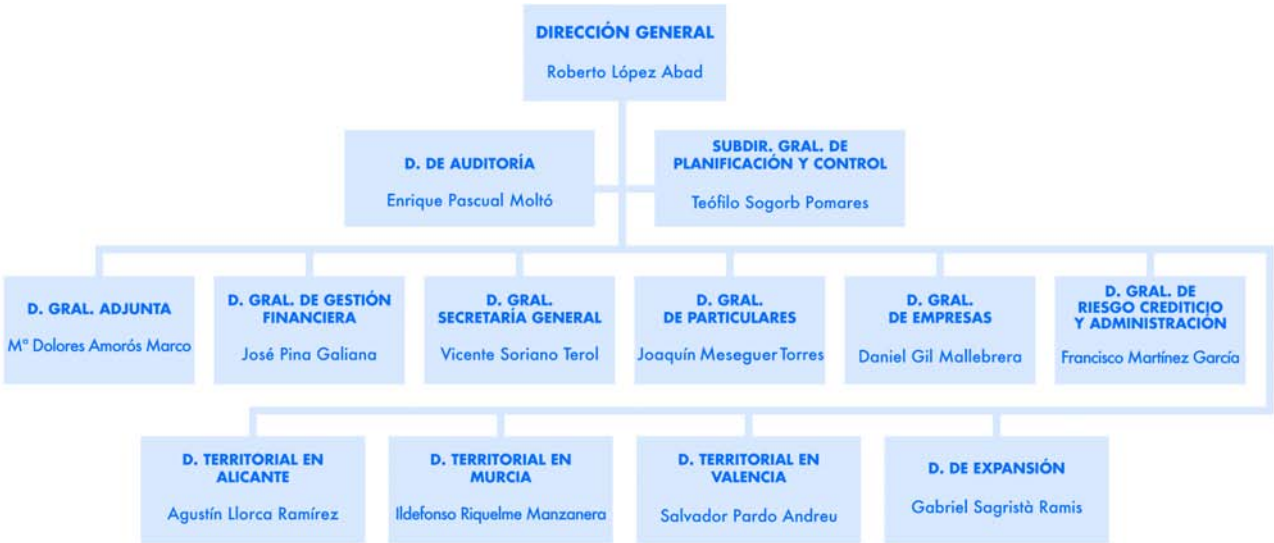 DIRECCIÓN GENERAL
Roberto López Abad
D. DE AUDITORÍA
Enrique Pascual Moltó
SUBDIR. GRAL. DE
PLANIFICACIÓN Y CONTROL
Teófilo Sogorb Pomares
D. GRAL. ADJUNTA
Mª Dolores Amorós Marco
D. GRAL. DE GESTIÓN
FINANCIERA
José Pina Galiana
D. GRAL.
SECRETARÍA GENERAL
Vicente Soriano Terol
D. GRAL.
DE PARTICULARES
Joaquín Meseguer Torres
D. GRAL.
DE EMPRESAS
Daniel Gil Mallebrera
D. GRAL. DE
RIESGO CREDITICIO
Y ADMINISTRACIÓN
Francisco Martínez García
D. TERRITORIAL EN
ALICANTE
Agustín Llorca Ramírez
D. TERRITORIAL EN
MURCIA
Ildefonso Riquelme Manzanera
D. TERRITORIAL EN
VALENCIA
Salvador Pardo Andreu
D. DE EXPANSIÓN
Gabriel Sagristà Ramis